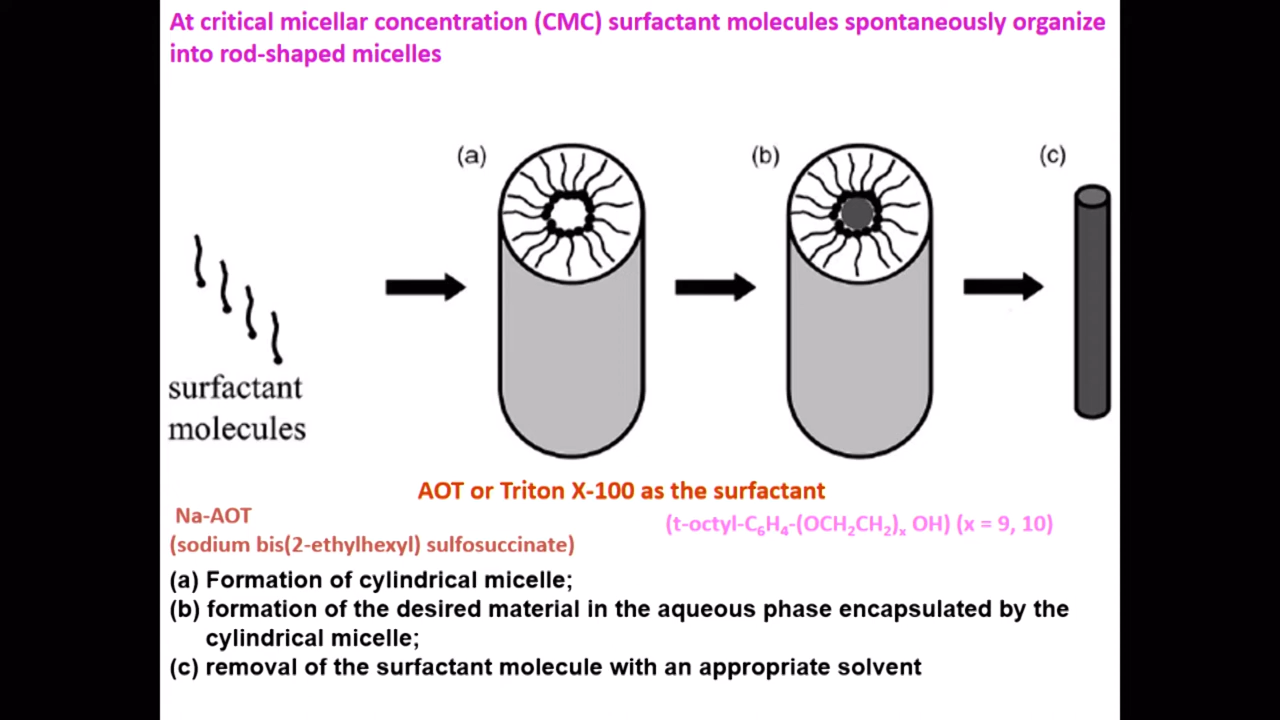 At critical micellar concentration (CMC) surfactant molecules spontaneously organize
into rod-shaped micelles
(a)
(b)
(c)
surfactant
molecules
AOT or Triton X-100 as the surfactant
Na-AOT
(sodium bis(2-ethylhexyl) sulfosuccinate)
(t-octyl-C₆H₄-(OCH₂CH₂)ₓ OH) (x = 9, 10)
(a) Formation of cylindrical micelle;
(b) formation of the desired material in the aqueous phase encapsulated by the
cylindrical micelle;
(c) removal of the surfactant molecule with an appropriate solvent